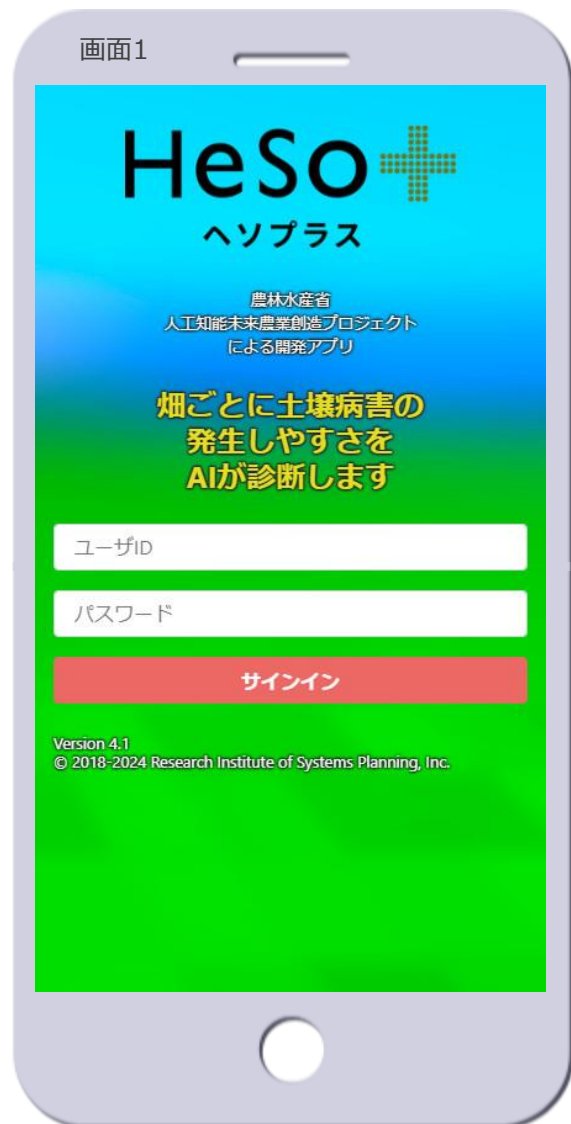 画面1
HeSo+
ヘソプラス
農林水産省
人工知能未来農業創造プロジェクト
による開発アプリ
畑ごとに土壌病害の
発生しやすさを
AIが診断します
ユーザID
パスワード
サインイン
Version 4.1
© 2018-2024 Research Institute of Systems Planning, Inc.